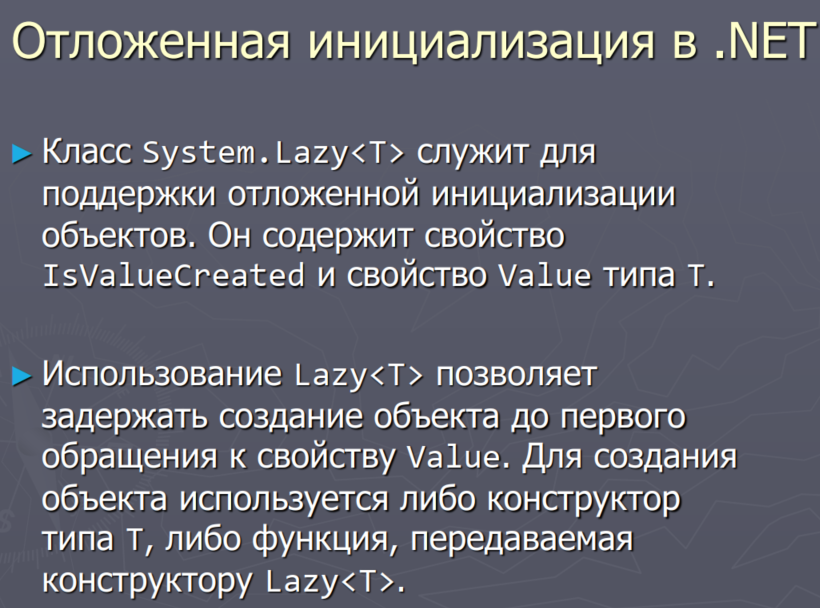 Отложенная инициализация в .NET
► Класс System.Lazy<T> служит для
поддержки отложенной инициализации
объектов. Он содержит свойство
IsValueCreated и свойство Value типа T.
► Использование Lazy<T> позволяет
задержать создание объекта до первого
обращения к свойству Value. Для создания
объекта используется либо конструктор
типа T, либо функция, передаваемая
конструктору Lazy<T>.